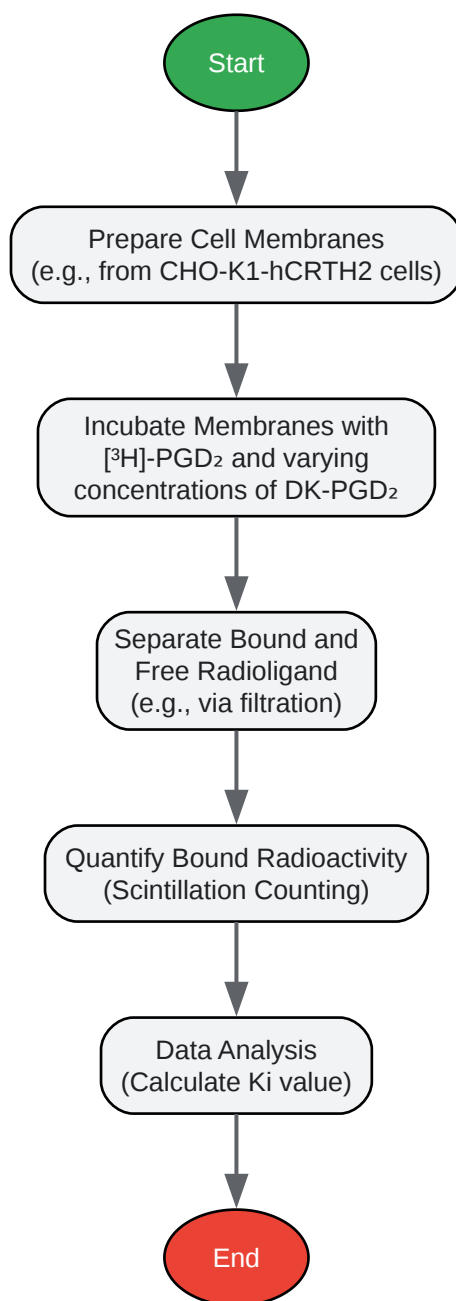 Start
Prepare Cell Membranes
(e.g., from CHO-K1-hCRTH2 cells)
Incubate Membranes with
[³H]-PGD₂ and varying
concentrations of DK-PGD₂
Separate Bound and
Free Radioligand
(e.g., via filtration)
Quantify Bound Radioactivity
(Scintillation Counting)
Data Analysis
(Calculate Ki value)
End